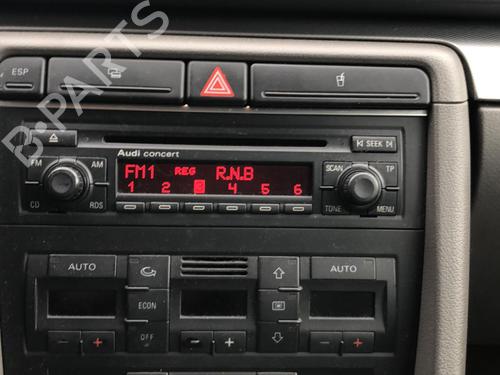 ESP
Audi concert
SEEK
FM
AM
CD
RDS
FM1 REG R.N.B
1 2 3 4 5 6
SCAN
TP
TONE
MENU
AUTO
AUTO
ECON
OFF
- +
- +
- +
B-PARTS